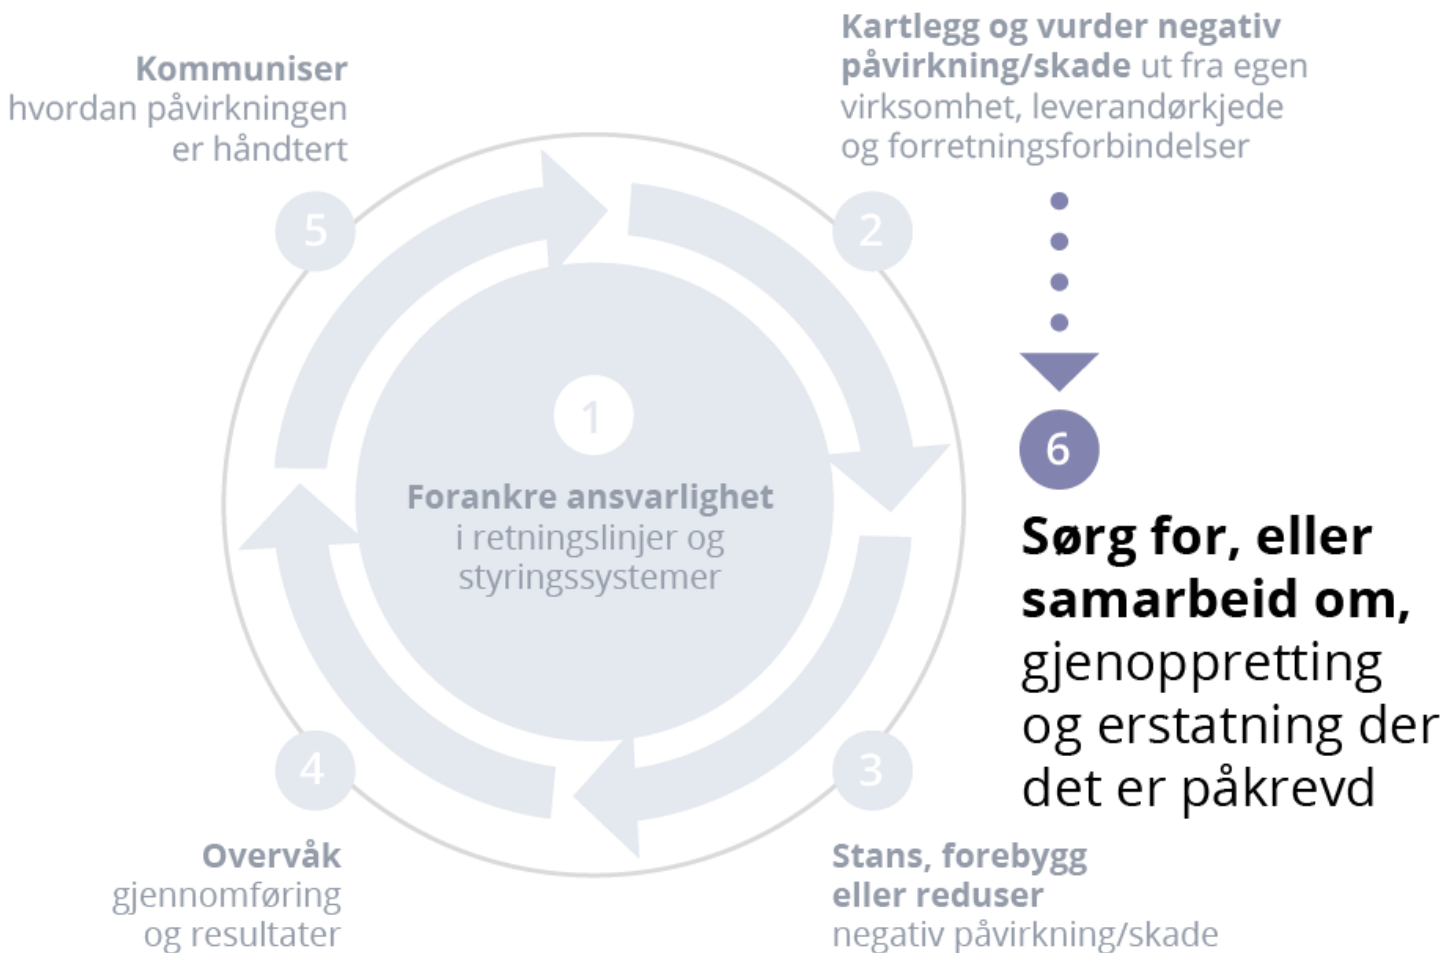 Kommuniser
hvordan påvirkningen
er håndtert
5
Kartlegg og vurder negativ
påvirkning/skade ut fra egen
virksomhet, leverandørkjede
og forretningsforbindelser
2
1
Forankre ansvarlighet
i retningslinjer og
styringssystemer
6
Sørg for, eller
samarbeid om,
gjenoppretting
og erstatning der
det er påkrevd
4
Overvåk
gjennomføring
og resultater
3
Stans, forebygg
eller reduser
negativ påvirkning/skade